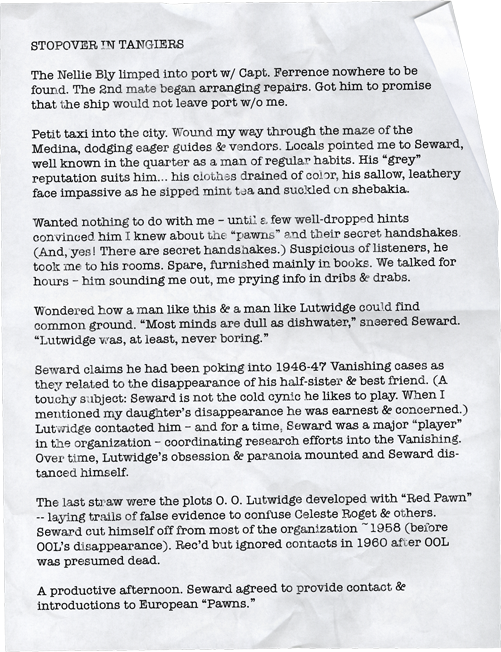 STOPOVER IN TANGIERS
The Nellie Bly limped into port w/ Capt. Ferrence nowhere to be
found. The 2nd mate began arranging repairs. Got him to promise
that the ship would not leave port w/o me.
Petit taxi into the city. Wound my way through the maze of the
Medina, dodging eager guides & vendors. Locals pointed me to Seward,
well known in the quarter as a man of regular habits. His “grey”
reputation suits him... his clothes drained of color, his sallow, leathery
face impassive as he sipped mint tea and suckled on shebakia.
Wanted nothing to do with me – until a few well-dropped hints
convinced him I knew about the “pawns” and their secret handshakes.
(And, yes! There are secret handshakes.) Suspicious of listeners, he
took me to his rooms. Spare, furnished mainly in books. We talked for
hours – him sounding me out, me prying info in dribs & drabs.
Wondered how a man like this & a man like Lutwidge could find
common ground. “Most minds are dull as dishwater,” sneered Seward.
“Lutwidge was, at least, never boring.”
Seward claims he had been poking into 1946-47 Vanishing cases as
they related to the disappearance of his half-sister & best friend. (A
touchy subject: Seward is not the cold cynic he likes to play. When I
mentioned my daughter's disappearance he was earnest & concerned.)
Lutwidge contacted him – and for a time, Seward was a major “player”
in the organization – coordinating research efforts into the Vanishing.
Over time, Lutwidge's obsession & paranoia mounted and Seward dis-
tanced himself.
The last straw were the plots O. O. Lutwidge developed with “Red Pawn”
-- laying trails of false evidence to confuse Celeste Roget & others.
Seward cut himself off from most of the organization ~1958 (before
OOL's disappearance). Rec'd but ignored contacts in 1960 after OOL
was presumed dead.
A productive afternoon. Seward agreed to provide contact &
introductions to European “Pawns.”